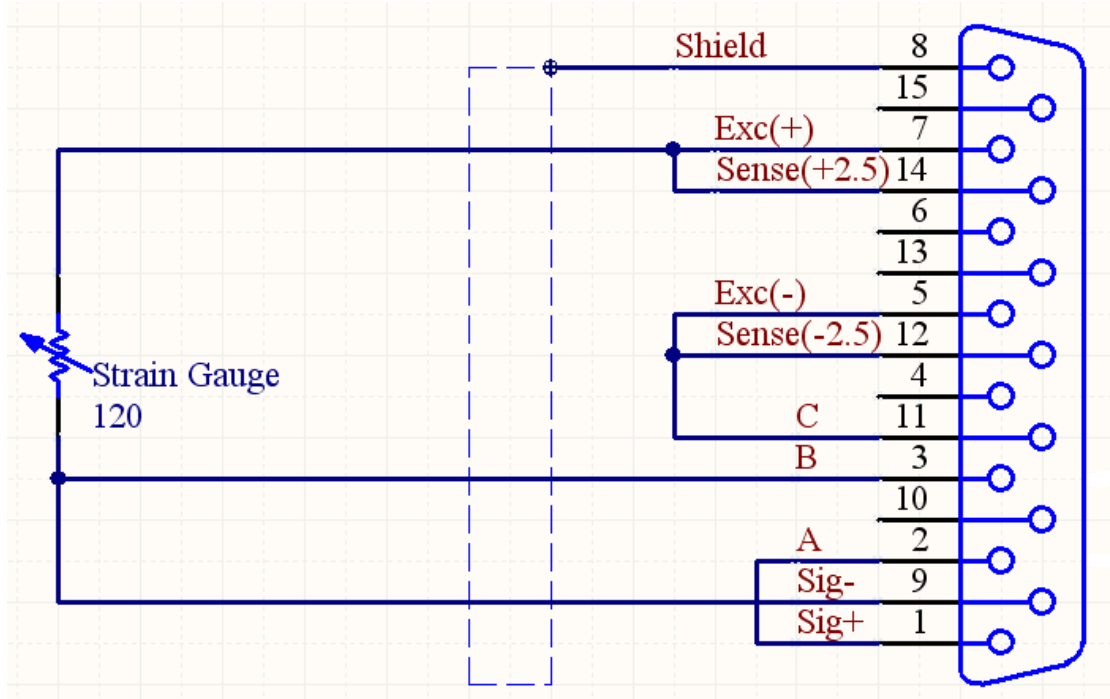 Shield 8
15
Exc(+) 7
Sense(+2.5) 14
6
13
Exc(-) 5
Sense(-2.5) 12
4
Strain Gauge
120
C 11
B 3
10
A 2
Sig- 9
Sig+ 1